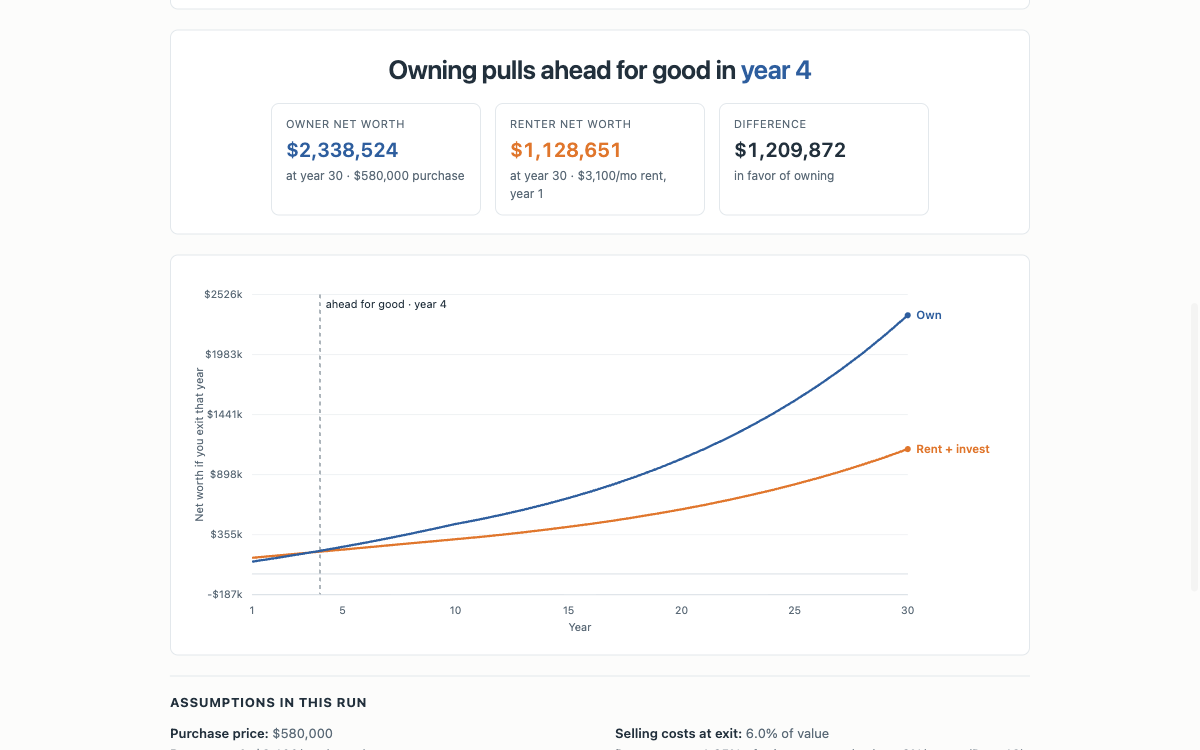 Owning pulls ahead for good in year 4
OWNER NET WORTH
$2,338,524
at year 30 · $580,000 purchase
RENTER NET WORTH
$1,128,651
at year 30 · $3,100/mo rent,
year 1
DIFFERENCE
$1,209,872
in favor of owning
Net worth if you exit that year
$2526k
$1983k
$1441k
$898k
$355k
-$187k
ahead for good · year 4
Own
Rent + invest
1 5 10 15 20 25 30
Year
ASSUMPTIONS IN THIS RUN
Purchase price: $580,000
Selling costs at exit: 6.0% of value